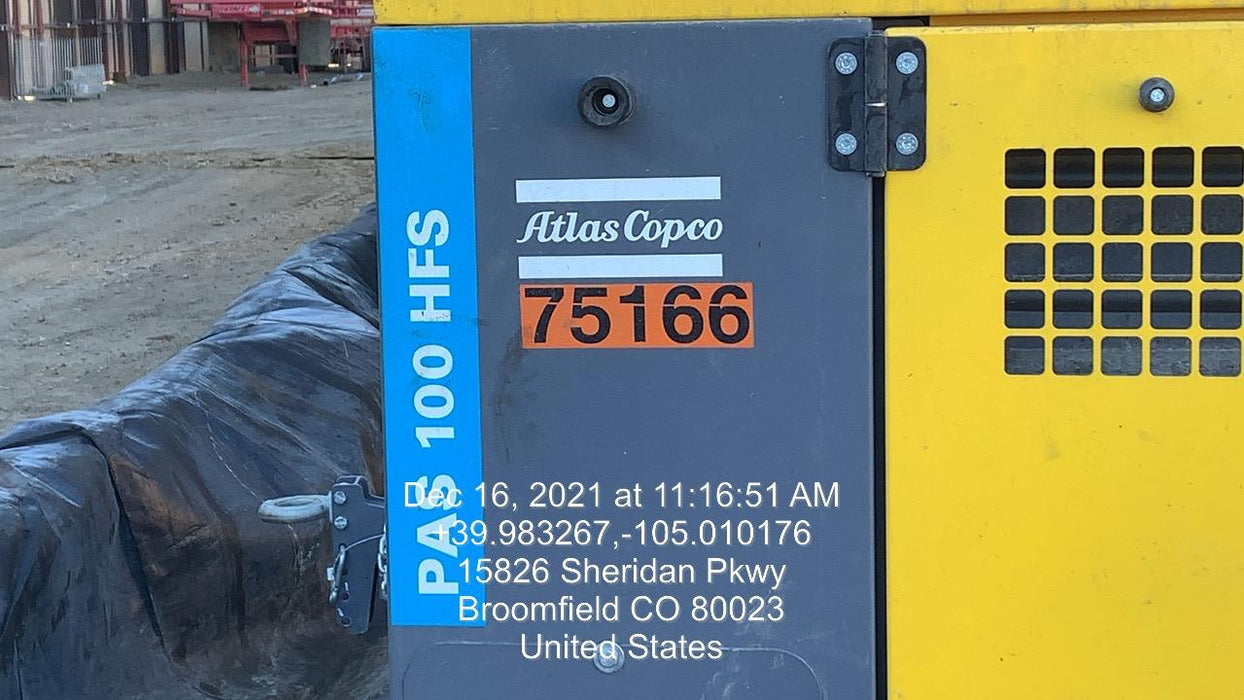 PAS 100 HFS
Atlas Copco
75166
Dec 16, 2021 at 11:16:51 AM
+39.983267,-105.010176
15826 Sheridan Pkwy
Broomfield CO 80023
United States